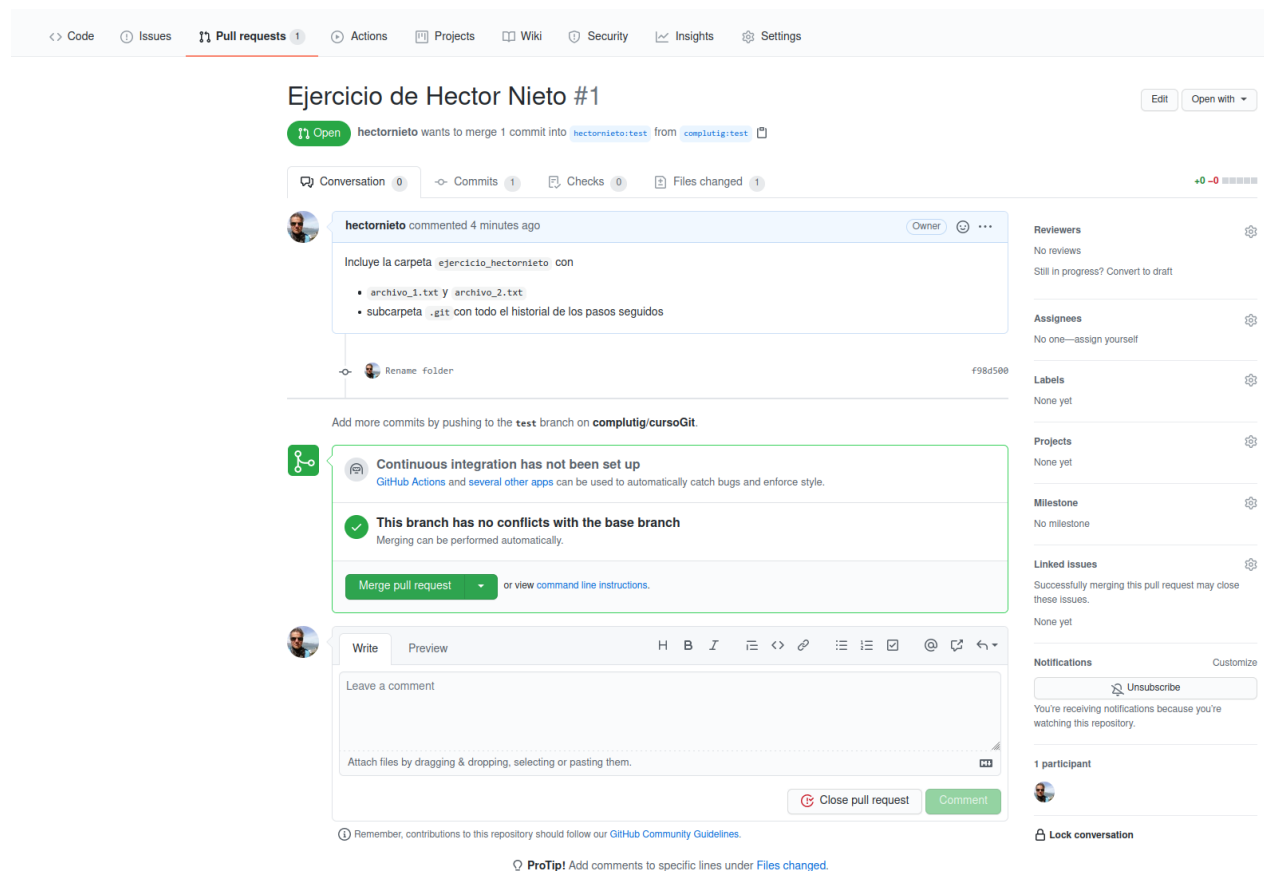 Code Issues Pull requests 1 Actions Projects Wiki Security Insights Settings
Ejercicio de Hector Nieto #1
Edit Open with
Open hectornieto wants to merge 1 commit into hectornieto:test from complutig:test
Conversation 0 Commits 1 Checks 0 Files changed 1
+0 −0
hectornieto commented 4 minutes ago
Owner
Incluye la carpeta ejercicio_hectornieto con
• archivo_1.txt y archivo_2.txt
• subcarpeta .git con todo el historial de los pasos seguidos
Rename folder f98d500
Add more commits by pushing to the test branch on complutig/cursoGit.
Continuous integration has not been set up
GitHub Actions and several other apps can be used to automatically catch bugs and enforce style.
This branch has no conflicts with the base branch
Merging can be performed automatically.
Merge pull request or view command line instructions.
Write Preview
H B I
Leave a comment
Attach files by dragging & dropping, selecting or pasting them.
Close pull request Comment
Remember, contributions to this repository should follow our GitHub Community Guidelines.
ProTip! Add comments to specific lines under Files changed.
Reviewers
No reviews
Still in progress? Convert to draft
Assignees
No one—assign yourself
Labels
None yet
Projects
None yet
Milestone
No milestone
Linked issues
Successfully merging this pull request may close
these issues.
None yet
Notifications Customize
Unsubscribe
You're receiving notifications because you're
watching this repository.
1 participant
Lock conversation